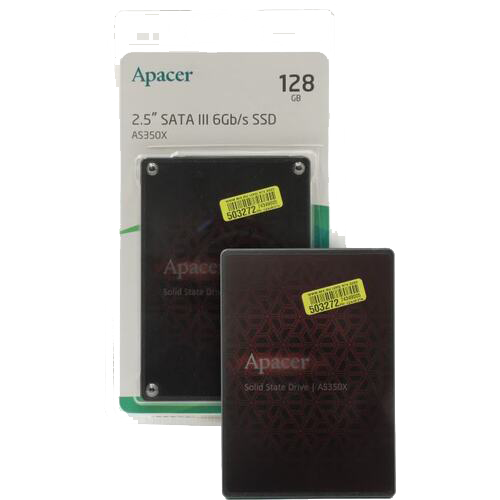 Apacer
128
GB
2.5" SATA III 6Gb/s SSD
AS350X
503272
Apacer
Solid State Drive
503272
Apacer
Solid State Drive | AS350X